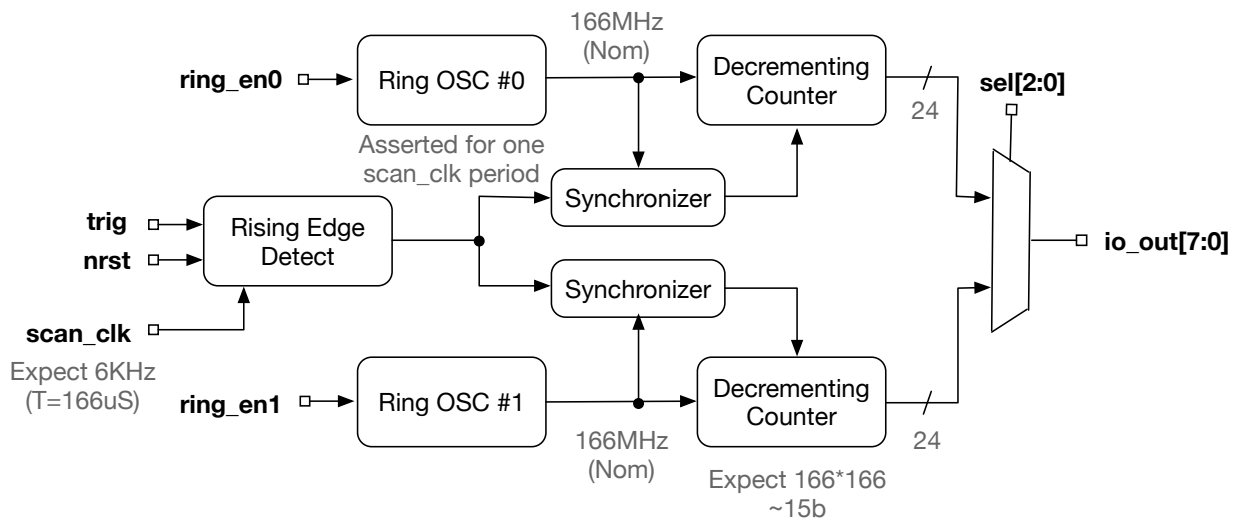 166MHz
(Nom)
ring_en0
Ring OSC #0
Decrementing
Counter
24
sel[2:0]
Asserted for one
scan_clk period
Synchronizer
trig
nrst
Rising Edge
Detect
io_out[7:0]
Synchronizer
scan_clk
Expect 6KHz
(T=166uS)
ring_en1
Ring OSC #1
Decrementing
Counter
24
166MHz
(Nom)
Expect 166*166
~15b